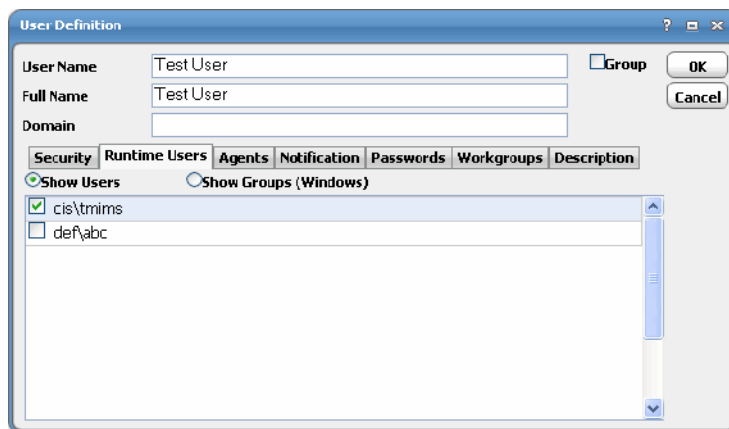 User Definition ?
User Name Test User Group OK
Full Name Test User Cancel
Domain
Security Runtime Users Agents Notification Passwords Workgroups Description
Show Users Show Groups (Windows)
cis\tmims
def\abc